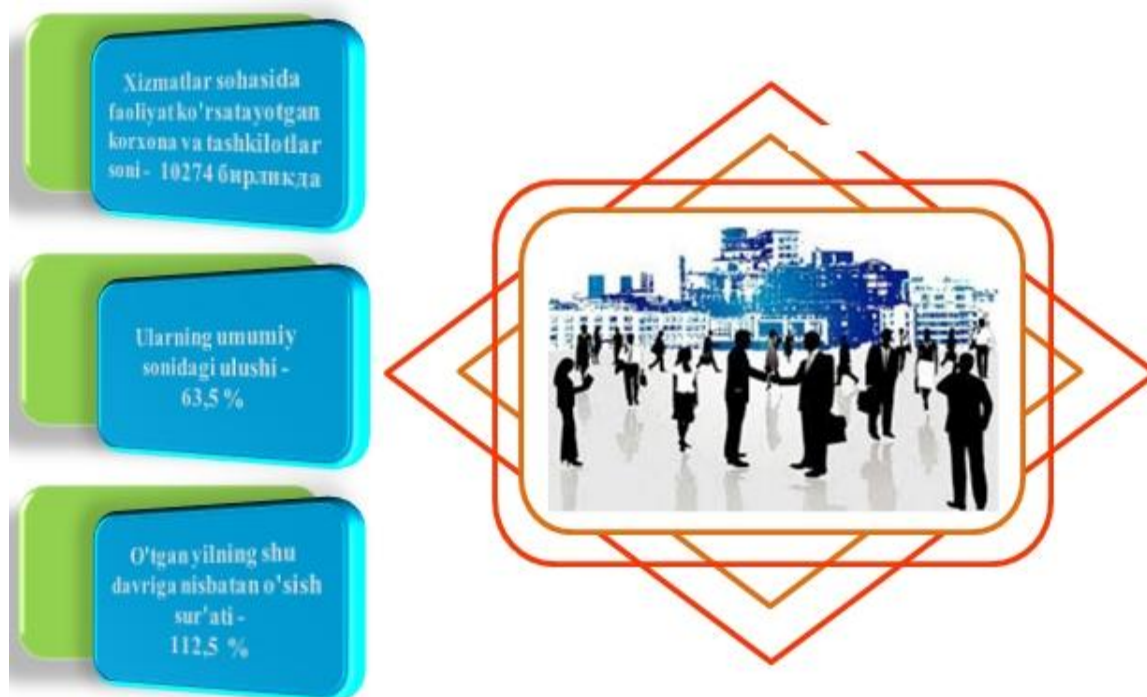 Xizmatlar sohasida
faoliyat ko'rsatayotgan
korxona va tashkilotlar
soni - 10274 бирликда
Ularning umumiy
sonidagi ulushi -
63,5 %
O'tgan yilning shu
davriga nisbatan o'sish
sur'ati -
112,5 %